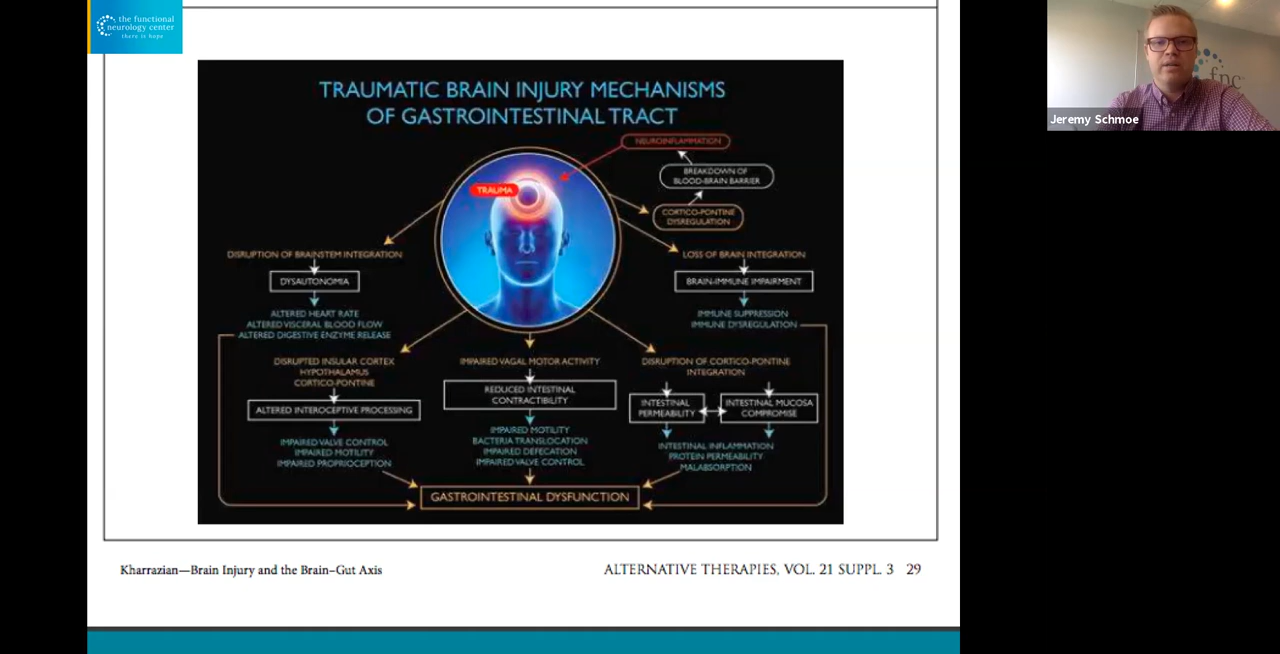 the functional
neurology center
there is hope
TRAUMATIC BRAIN INJURY MECHANISMS
OF GASTROINTESTINAL TRACT
NEUROINFLAMMATION
BREAKDOWN OF
BLOOD-BRAIN BARRIER
TRAUMA
CORTICO-PONTINE
DYSREGULATION
DISRUPTION OF BRAINSTEM INTEGRATION
DYSAUTONOMIA
ALTERED HEART RATE
ALTERED VISCERAL BLOOD FLOW
ALTERED DIGESTIVE ENZYME RELEASE
LOSS OF BRAIN INTEGRATION
BRAIN-IMMUNE IMPAIRMENT
IMMUNE SUPPRESSION
IMMUNE DYSREGULATION
DISRUPTED INSULAR CORTEX
HYPOTHALAMUS
CORTICO-PONTINE
ALTERED INTEROCEPTIVE PROCESSING
IMPAIRED VALVE CONTROL
IMPAIRED MOTILITY
IMPAIRED PROPRIOCEPTION
IMPAIRED VAGAL MOTOR ACTIVITY
REDUCED INTESTINAL
CONTRACTIBILITY
IMPAIRED MOTILITY
BACTERIA TRANSLOCATION
IMPAIRED DEFECATION
IMPAIRED VALVE CONTROL
DISRUPTION OF CORTICO-PONTINE
INTEGRATION
INTESTINAL
PERMEABILITY
INTESTINAL MUCOSA
COMPROMISE
INTESTINAL INFLAMMATION
PROTEIN PERMEABILITY
MALABSORPTION
GASTROINTESTINAL DYSFUNCTION
Kharrazian—Brain Injury and the Brain–Gut Axis
ALTERNATIVE THERAPIES, VOL. 21 SUPPL. 3 29
fnc
Jeremy Schmoe